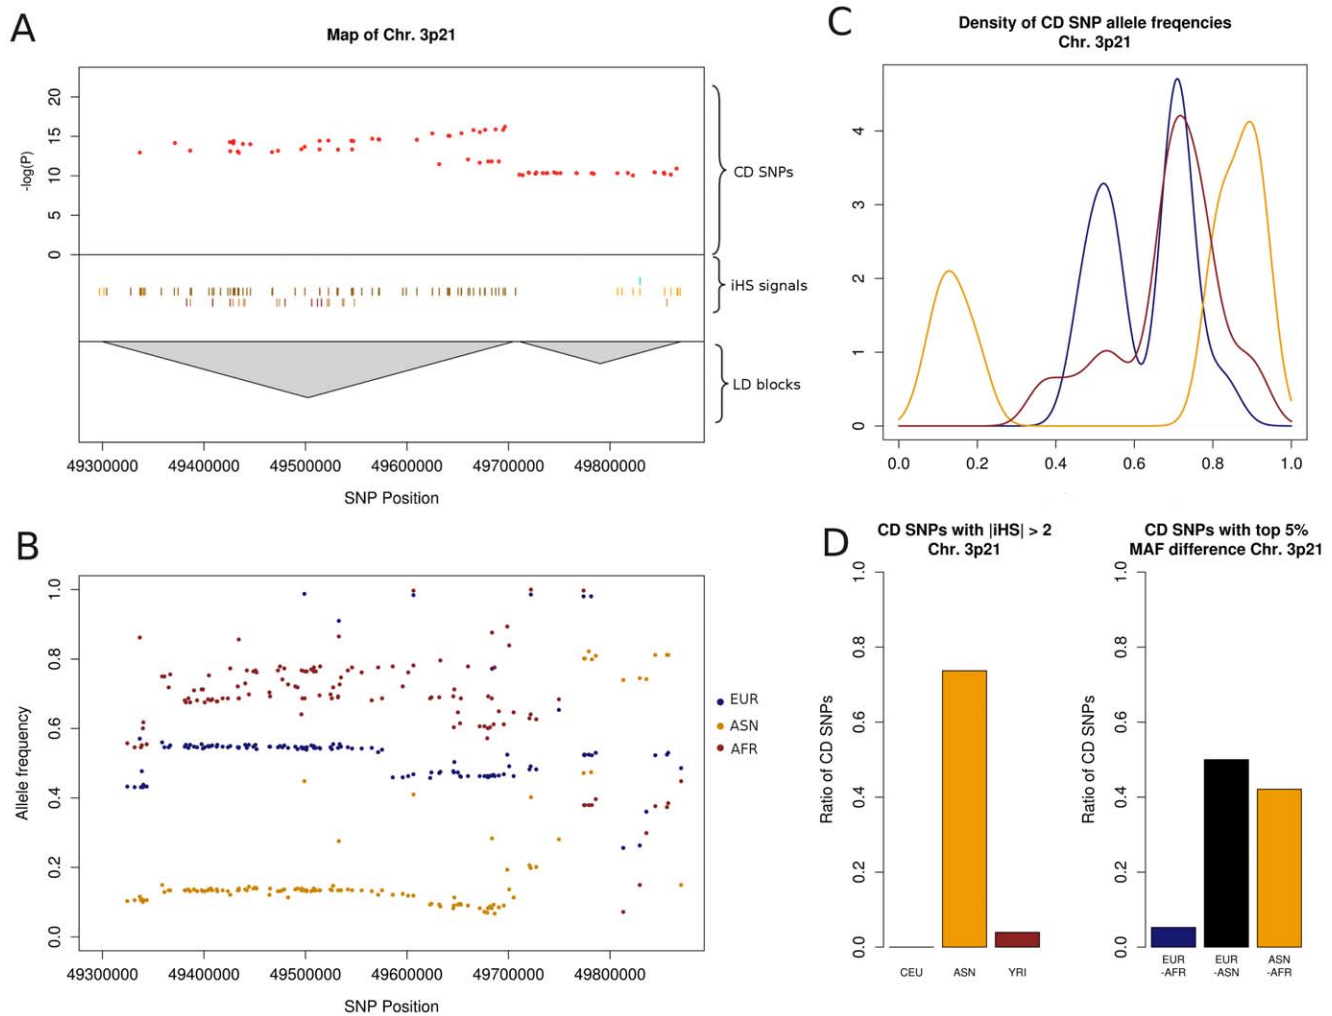 A
Map of Chr. 3p21
-log(P)
20
15
10
5
0
CD SNPs
iHS signals
LD blocks
49300000 49400000 49500000 49600000 49700000 49800000
SNP Position
B
Allele frequency
1.0
0.8
0.6
0.4
0.2
0.0
EUR
ASN
AFR
49300000 49400000 49500000 49600000 49700000 49800000
SNP Position
C
Density of CD SNP allele freqencies
Chr. 3p21
4
3
2
1
0
0.0 0.2 0.4 0.6 0.8 1.0
D
CD SNPs with |iHS| > 2
Chr. 3p21
Ratio of CD SNPs
1.0
0.8
0.6
0.4
0.2
0.0
CEU ASN YRI
CD SNPs with top 5%
MAF difference Chr. 3p21
Ratio of CD SNPs
1.0
0.8
0.6
0.4
0.2
0.0
EUR EUR ASN
-AFR -ASN -AFR